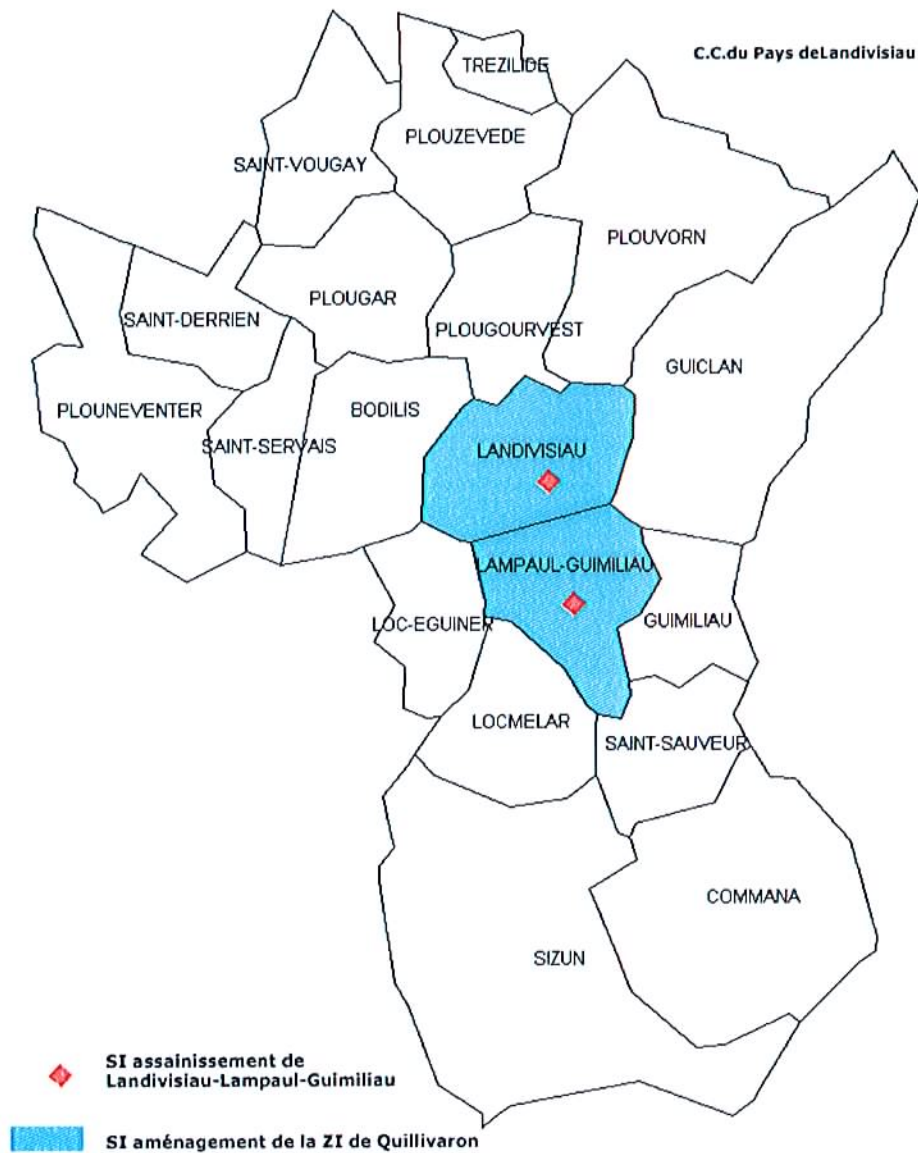 C.C.du Pays deLandivisiau
TREZILIDE
PLOUZEVEDE
SAINT-VOUGAY
PLOUVORN
PLOUGAR
SAINT-DERRIEN
PLOUGOURVEST
GUICLAN
PLOUNEVENTER
BODILIS
SAINT-SERVAIS
LANDIVISIAU
LAMPAUL-GUIMILIAU
LOC-EGUINER
GUIMILIAU
LOCMELAR
SAINT-SAUVEUR
COMMANA
SIZUN
SI assainissement de
Landivisiau-Lampaul-Guimiliau
SI aménagement de la ZI de Quillivaron